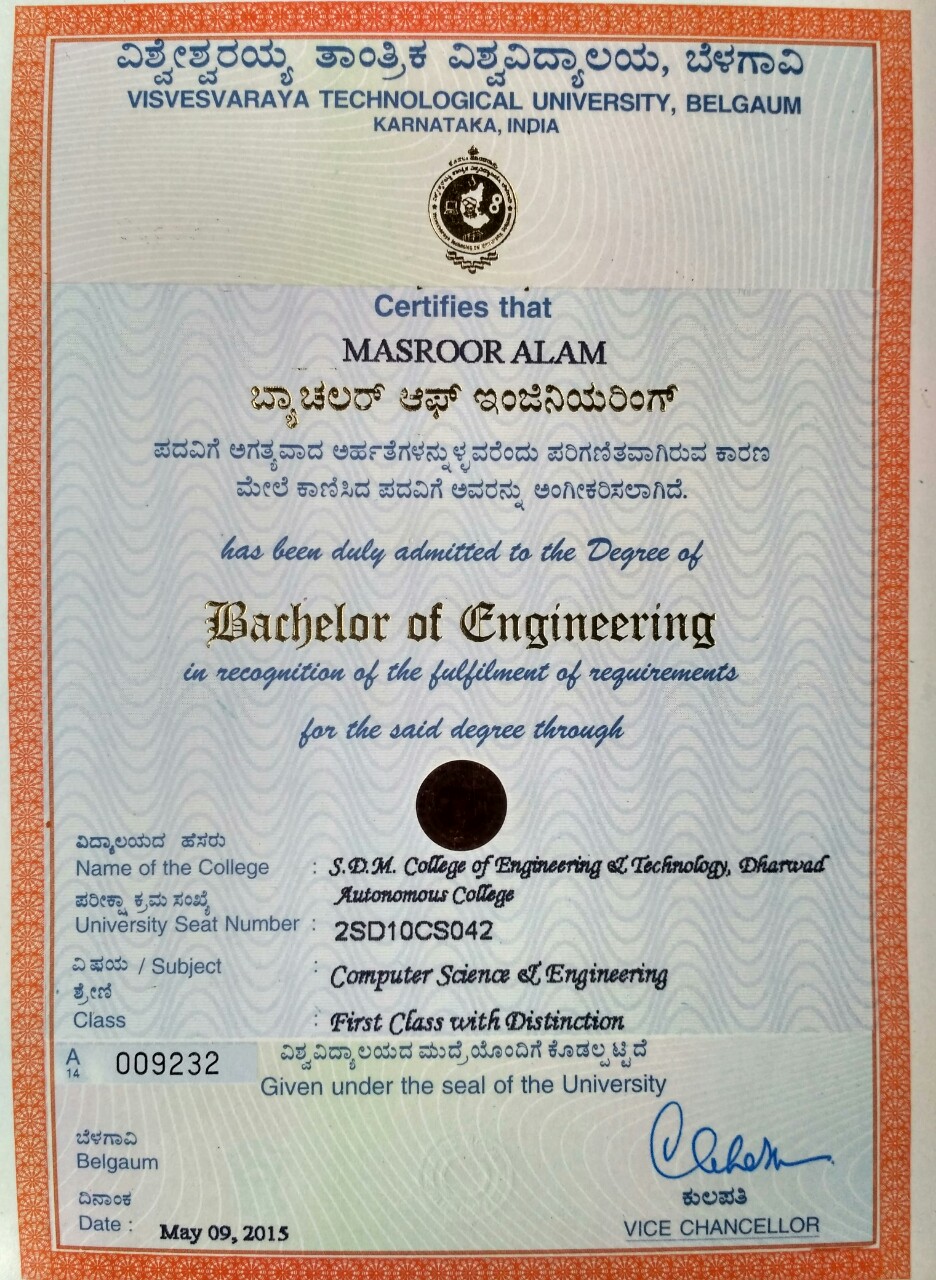 ವಿಶ್ವೇಶ್ವರಯ್ಯ ತಾಂತ್ರಿಕ ವಿಶ್ವವಿದ್ಯಾಲಯ, ಬೆಳಗಾವಿ
VISVESVARAYA TECHNOLOGICAL UNIVERSITY, BELGAUM
KARNATAKA, INDIA
Certifies that
MASROOR ALAM
ಬ್ಯಾಚಲರ್ ಆಫ್ ಇಂಜಿನಿಯರಿಂಗ್
ಪದವಿಗೆ ಅಗತ್ಯವಾದ ಅರ್ಹತೆಗಳನ್ನುಳ್ಳವರೆಂದು ಪರಿಗಣಿತವಾಗಿರುವ ಕಾರಣ
ಮೇಲೆ ಕಾಣಿಸಿದ ಪದವಿಗೆ ಅವರನ್ನು ಅಂಗೀಕರಿಸಲಾಗಿದೆ.
has been duly admitted to the Degree of
Bachelor of Engineering
in recognition of the fulfilment of requirements
for the said degree through
ವಿದ್ಯಾಲಯದ ಹೆಸರು
Name of the College : S.D.M. College of Engineering & Technology, Dharwad
Autonomous College
ಪರೀಕ್ಷಾ ಕ್ರಮ ಸಂಖ್ಯೆ
University Seat Number : 2SD10CS042
ವಿಷಯ / Subject : Computer Science & Engineering
ಶ್ರೇಣಿ
Class : First Class with Distinction
A 14 009232
ವಿಶ್ವವಿದ್ಯಾಲಯದ ಮುದ್ರೆಯೊಂದಿಗೆ ಕೊಡಲ್ಪಟ್ಟಿದೆ
Given under the seal of the University
ಬೆಳಗಾವಿ
Belgaum
ದಿನಾಂಕ
Date : May 09, 2015
ಕುಲಪತಿ
VICE CHANCELLOR